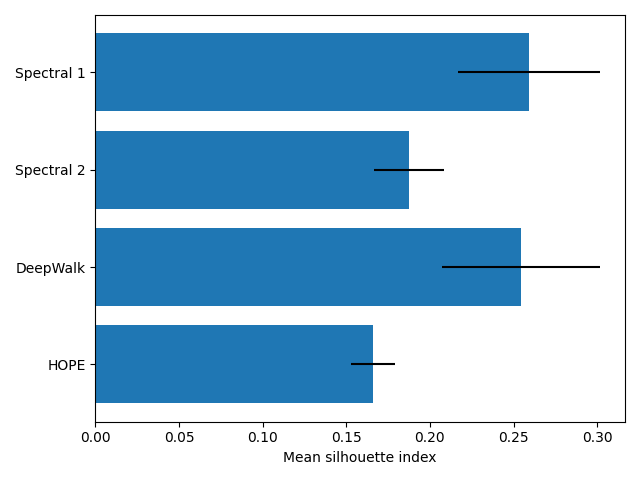 Spectral 1
Spectral 2
DeepWalk
HOPE
0.00 0.05 0.10 0.15 0.20 0.25 0.30
Mean silhouette index